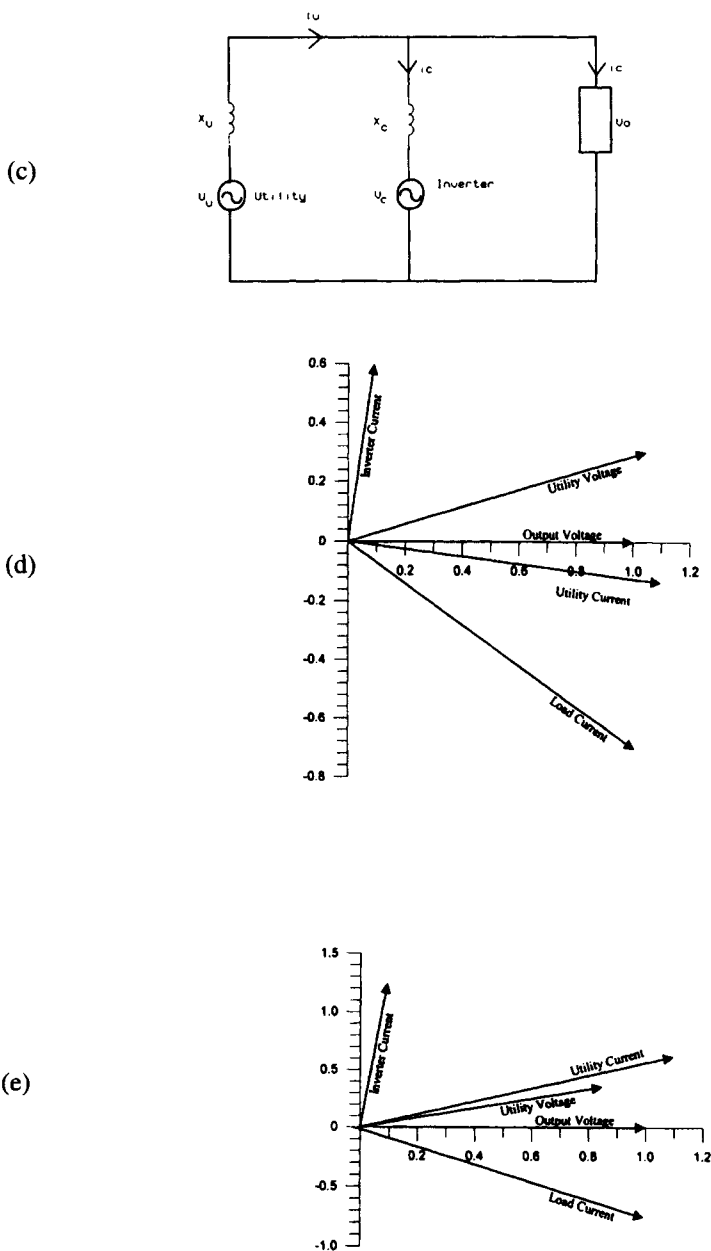 (c)
Iu
ic
ic
Xu
Xc
Uo
Uu
Utility
Vc
Inverter
(d)
0.6
0.4
0.2
0
-0.2
-0.4
-0.6
-0.8
0.2
0.4
0.6
0.8
1.0
1.2
Inverter Current
Utility Voltage
Output Voltage
Utility Current
Load Current
(e)
1.5
1.0
0.5
0
-0.5
-1.0
0.2
0.4
0.6
0.8
1.0
1.2
Inverter Current
Utility Current
Utility Voltage
Output Voltage
Load Current